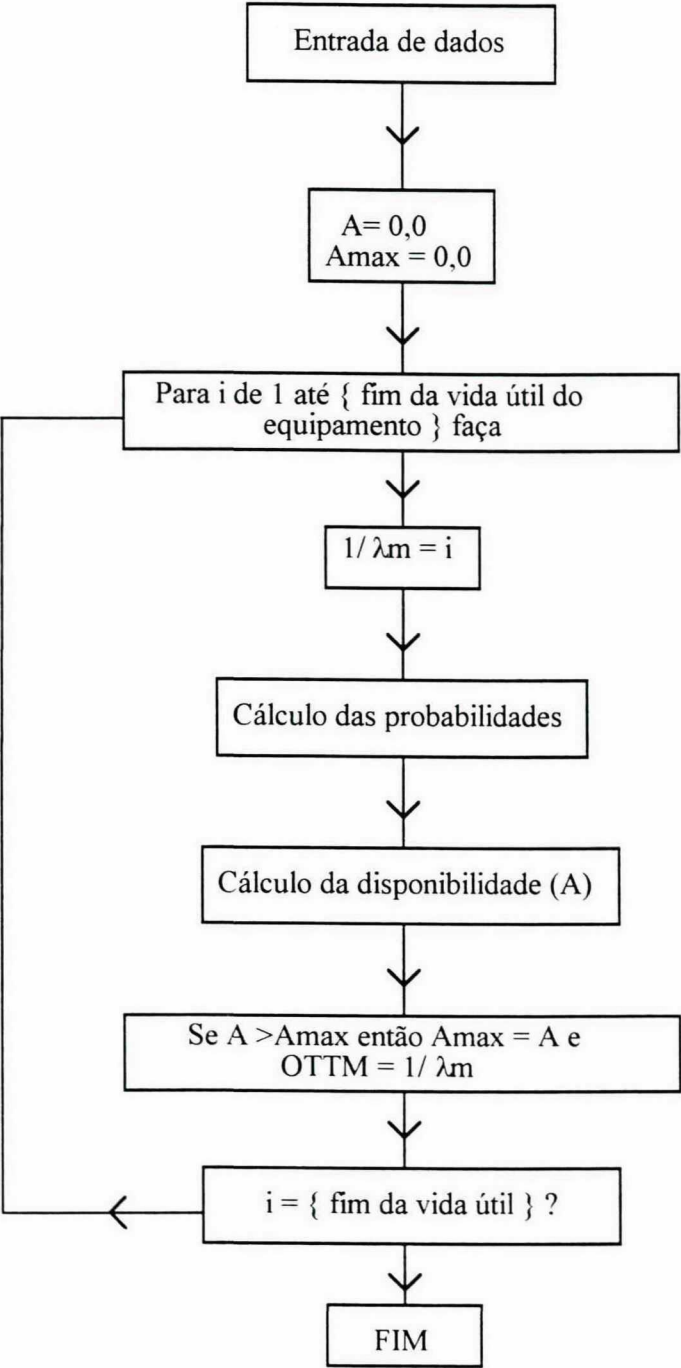 Entrada de dados
A= 0,0
Amax = 0,0
Para i de 1 até { fim da vida útil do
equipamento } faça
1/ λm = i
Cálculo das probabilidades
Cálculo da disponibilidade (A)
Se A >Amax então Amax = A e
OTTM = 1/ λm
i = { fim da vida útil } ?
FIM